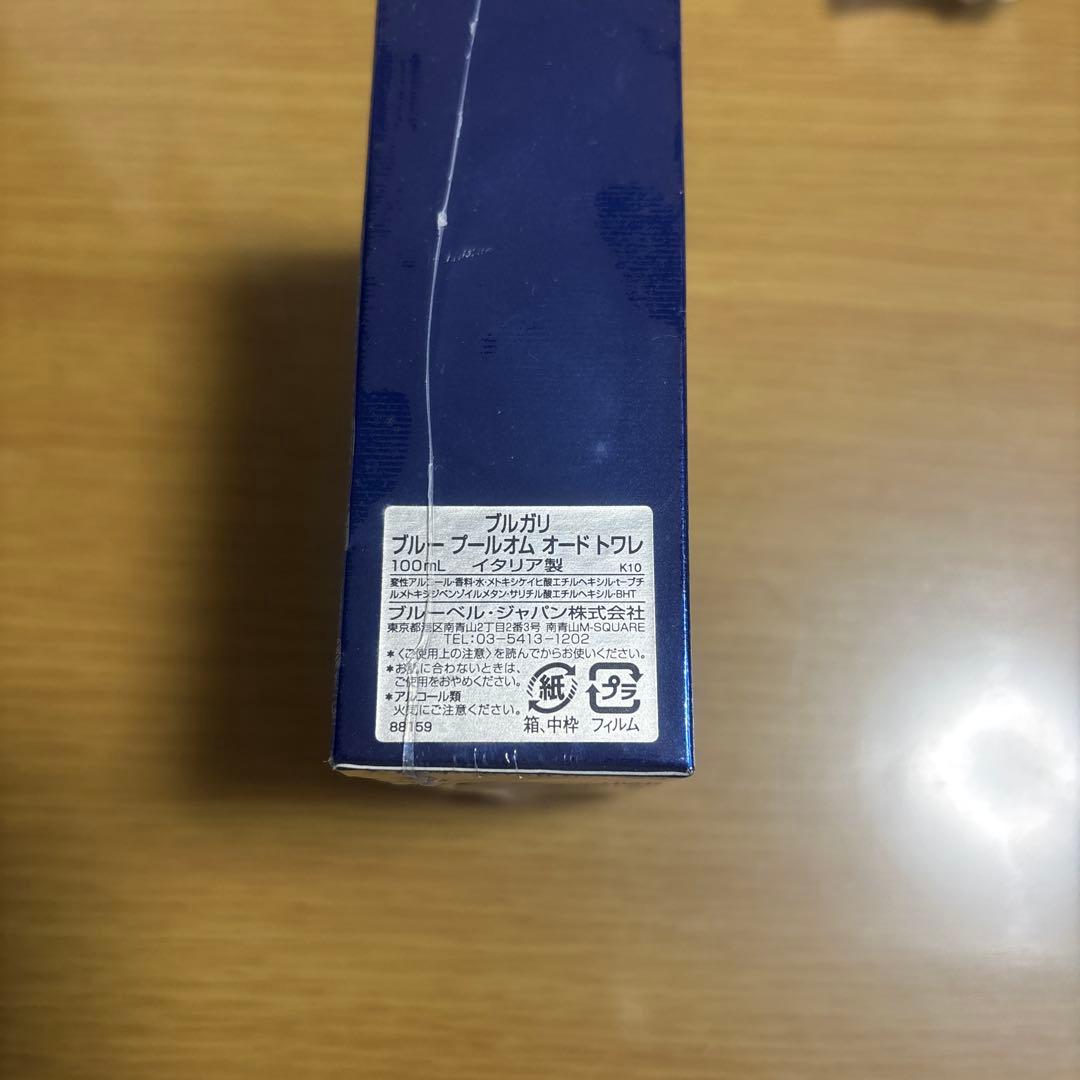 ブルガリ
ブルー プールオム オードトワレ
100mL イタリア製 K10
変性アルコール・香料・水・メトキシケイヒ酸エチルヘキシル・t-ブチ
ルメトキシジベンゾイルメタン・サリチル酸エチルヘキシル・BHT
ブルーベル・ジャパン株式会社
東京都港区南青山2丁目2番3号 南青山M-SQUARE
TEL:03-5413-1202
*〈ご使用上の注意〉を読んでからお使いください。
*お肌に合わないときは、
ご使用をおやめください。
*アルコール類
火気にご注意ください。
88159
紙
箱、中枠
プラ
フィルム